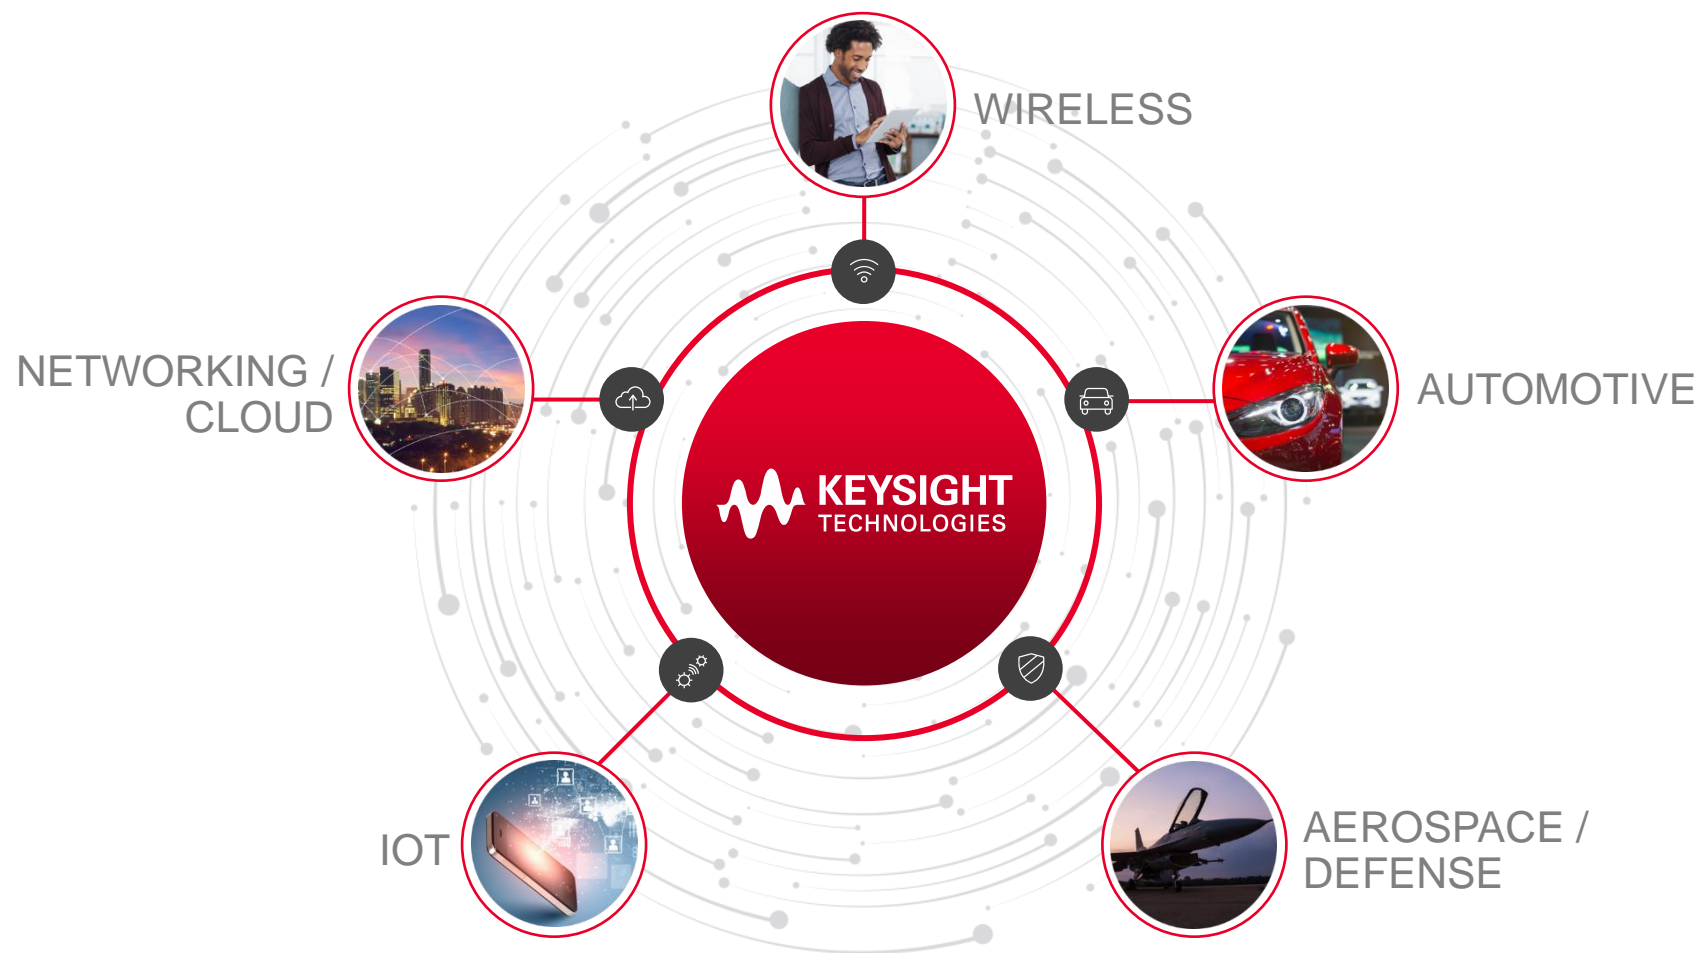 WIRELESS
NETWORKING /
CLOUD
AUTOMOTIVE
KEYSIGHT
TECHNOLOGIES
IOT
AEROSPACE /
DEFENSE